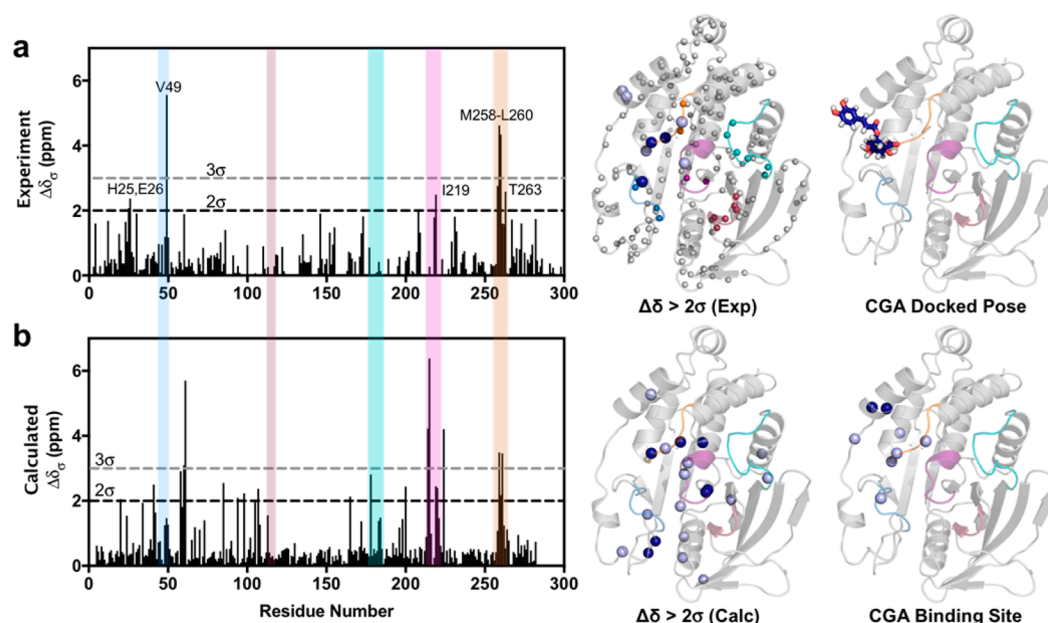 a
Experiment
Δδσ (ppm)
6
4
2
0
V49
M258-L260
3σ
H25,E26
2σ
I219
T263
0 50 100 150 200 250 300
Δδ > 2σ (Exp)
CGA Docked Pose
b
Calculated
Δδσ (ppm)
6
4
2
0
3σ
2σ
0 50 100 150 200 250 300
Residue Number
Δδ > 2σ (Calc)
CGA Binding Site